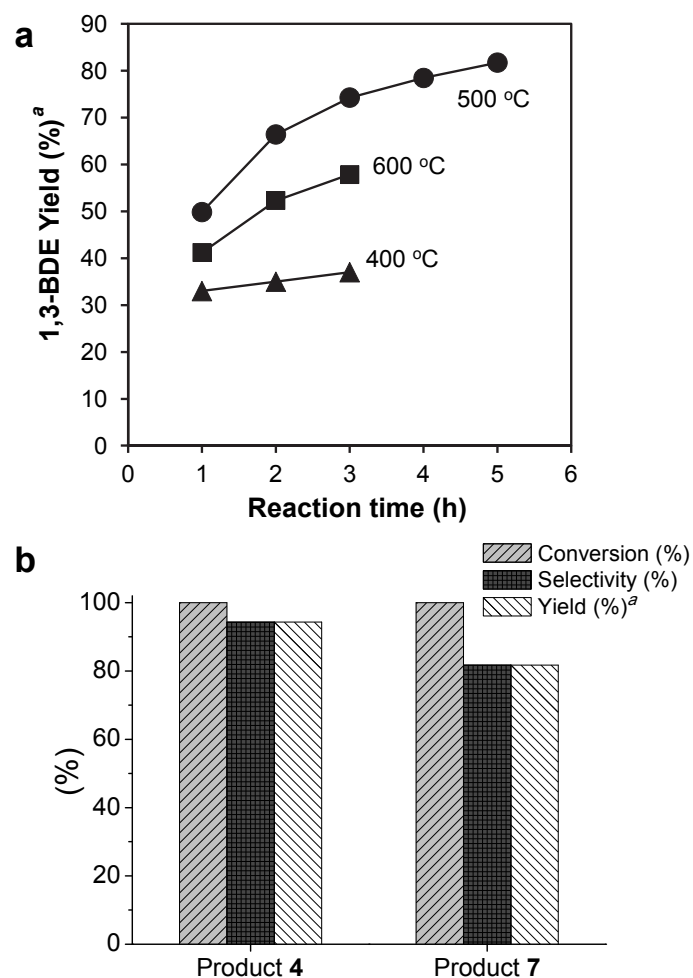 a
1,3-BDE Yield (%)a
90
80
70
60
50
40
30
20
10
0
500 oC
600 oC
400 oC
0 1 2 3 4 5 6
Reaction time (h)
b
Conversion (%)
Selectivity (%)
Yield (%)a
(%)
100
80
60
40
20
0
Product 4 Product 7